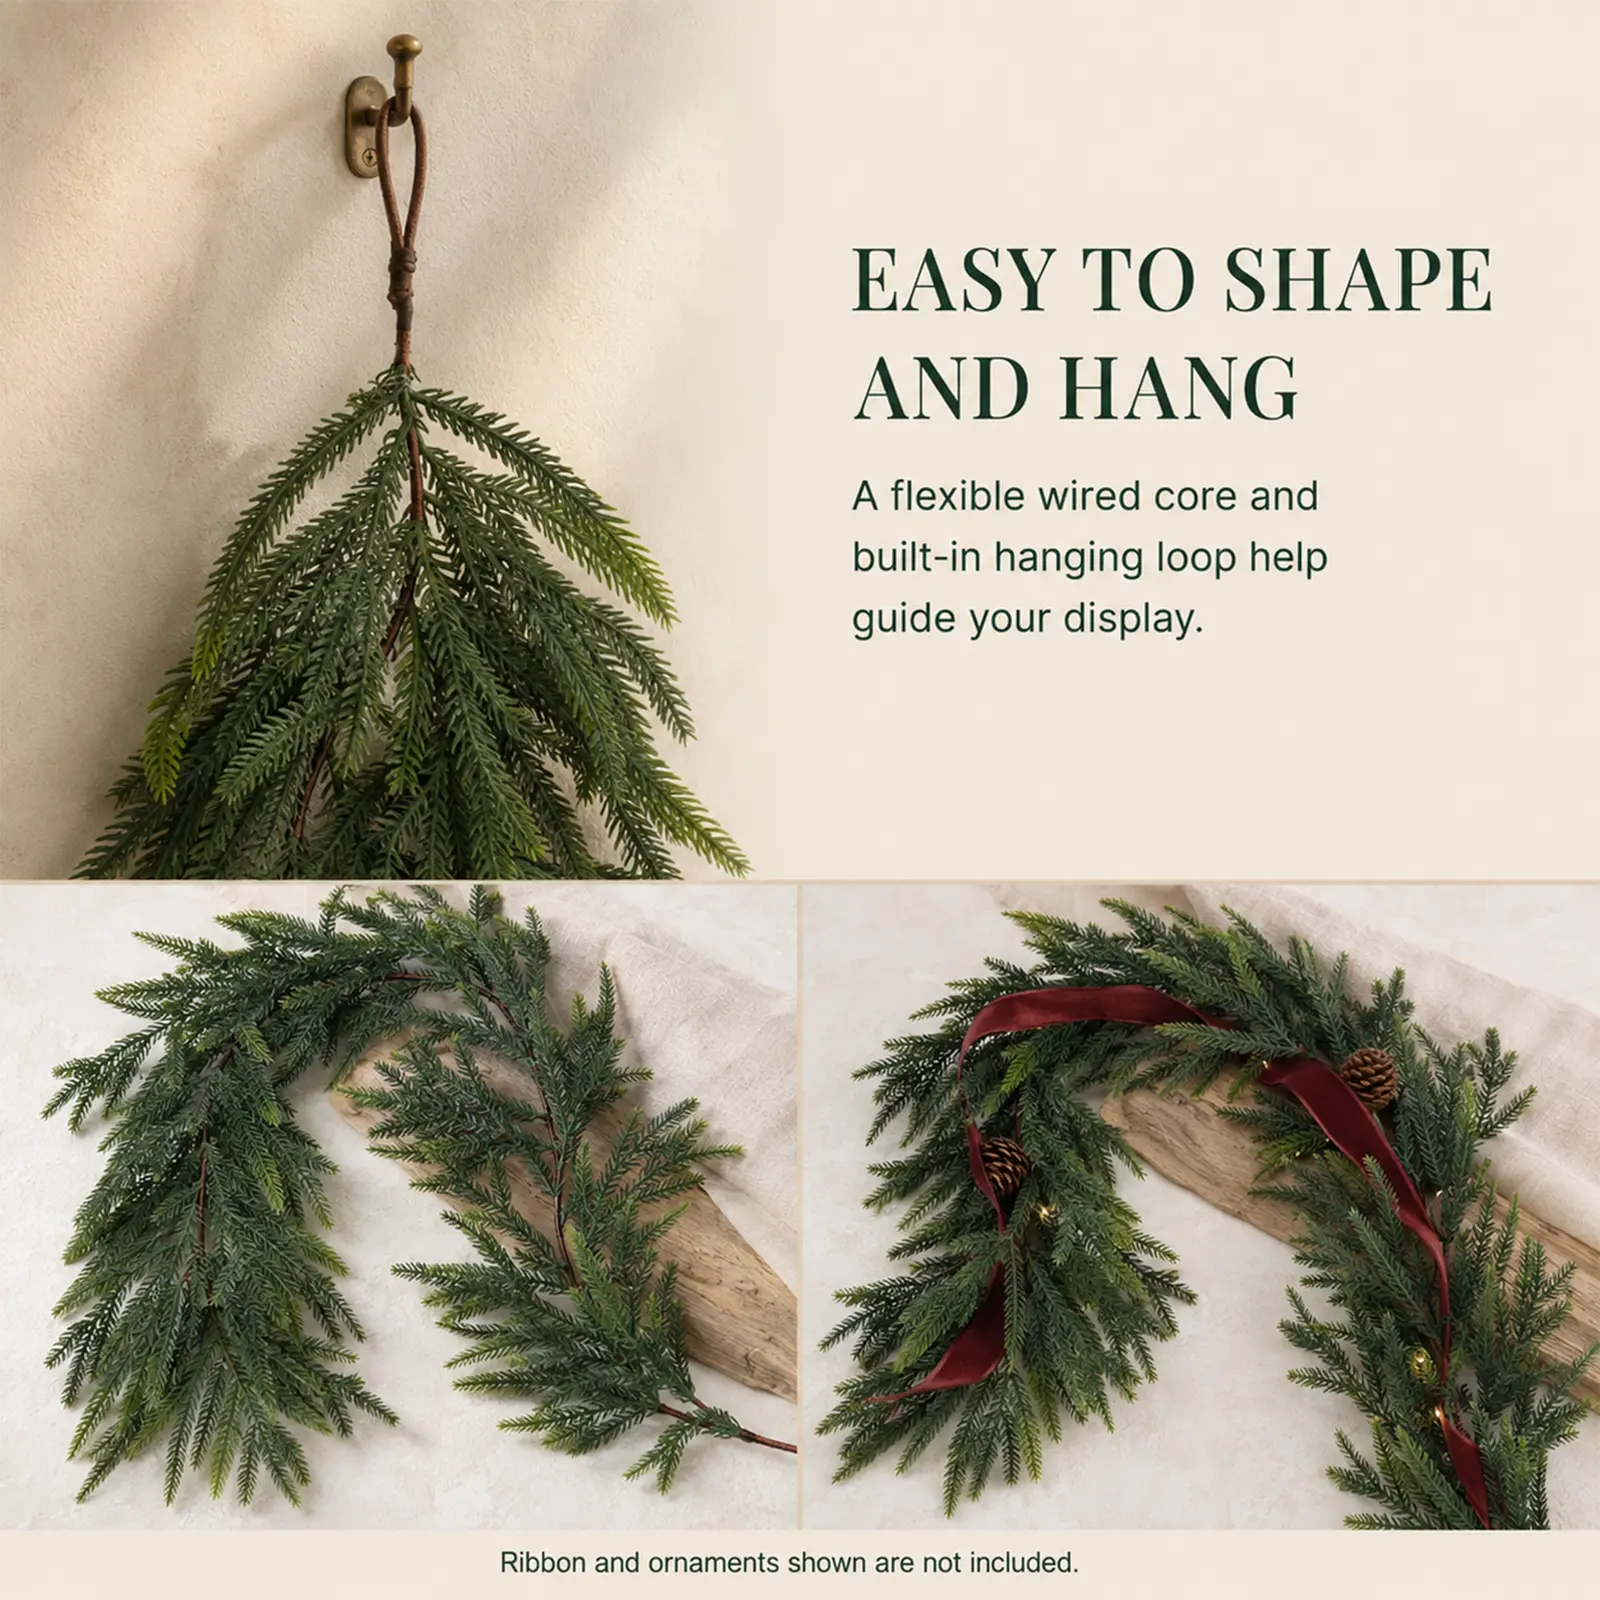 EASY TO SHAPE
AND HANG
A flexible wired core and
built-in hanging loop help
guide your display.
Ribbon and ornaments shown are not included.